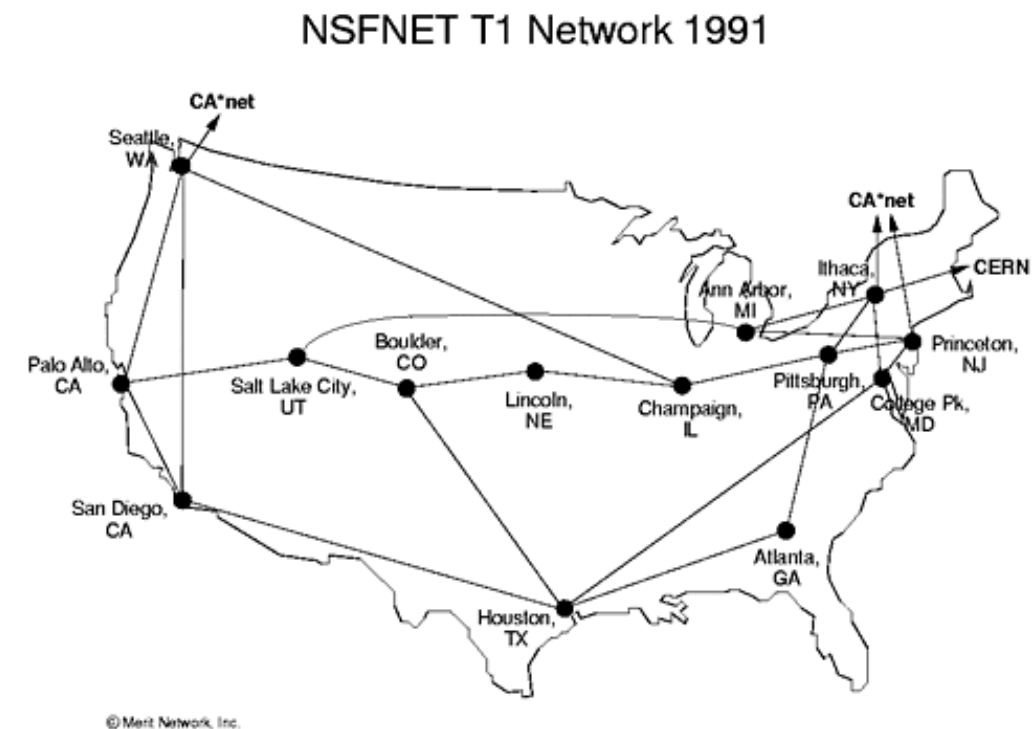 NSFNET T1 Network 1991
CA*net
Seattle,
WA
CA*net
Ithaca,
NY
CERN
Ann Arbor,
MI
Boulder,
CO
Princeton,
NJ
Palo Alto,
CA
Salt Lake City,
UT
Lincoln,
NE
Champaign,
IL
Pittsburgh,
PA
College Pk,
MD
San Diego,
CA
Atlanta,
GA
Houston,
TX
© Merit Network, Inc.